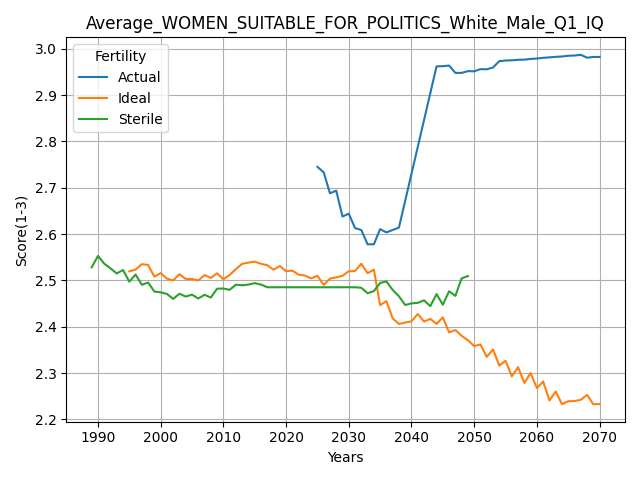 Average_WOMEN_SUITABLE_FOR_POLITICS_White_Male_Q1_IQ
Fertility
Actual
Ideal
Sterile
3.0
2.9
2.8
2.7
2.6
2.5
2.4
2.3
2.2
Score(1-3)
1990 2000 2010 2020 2030 2040 2050 2060 2070
Years